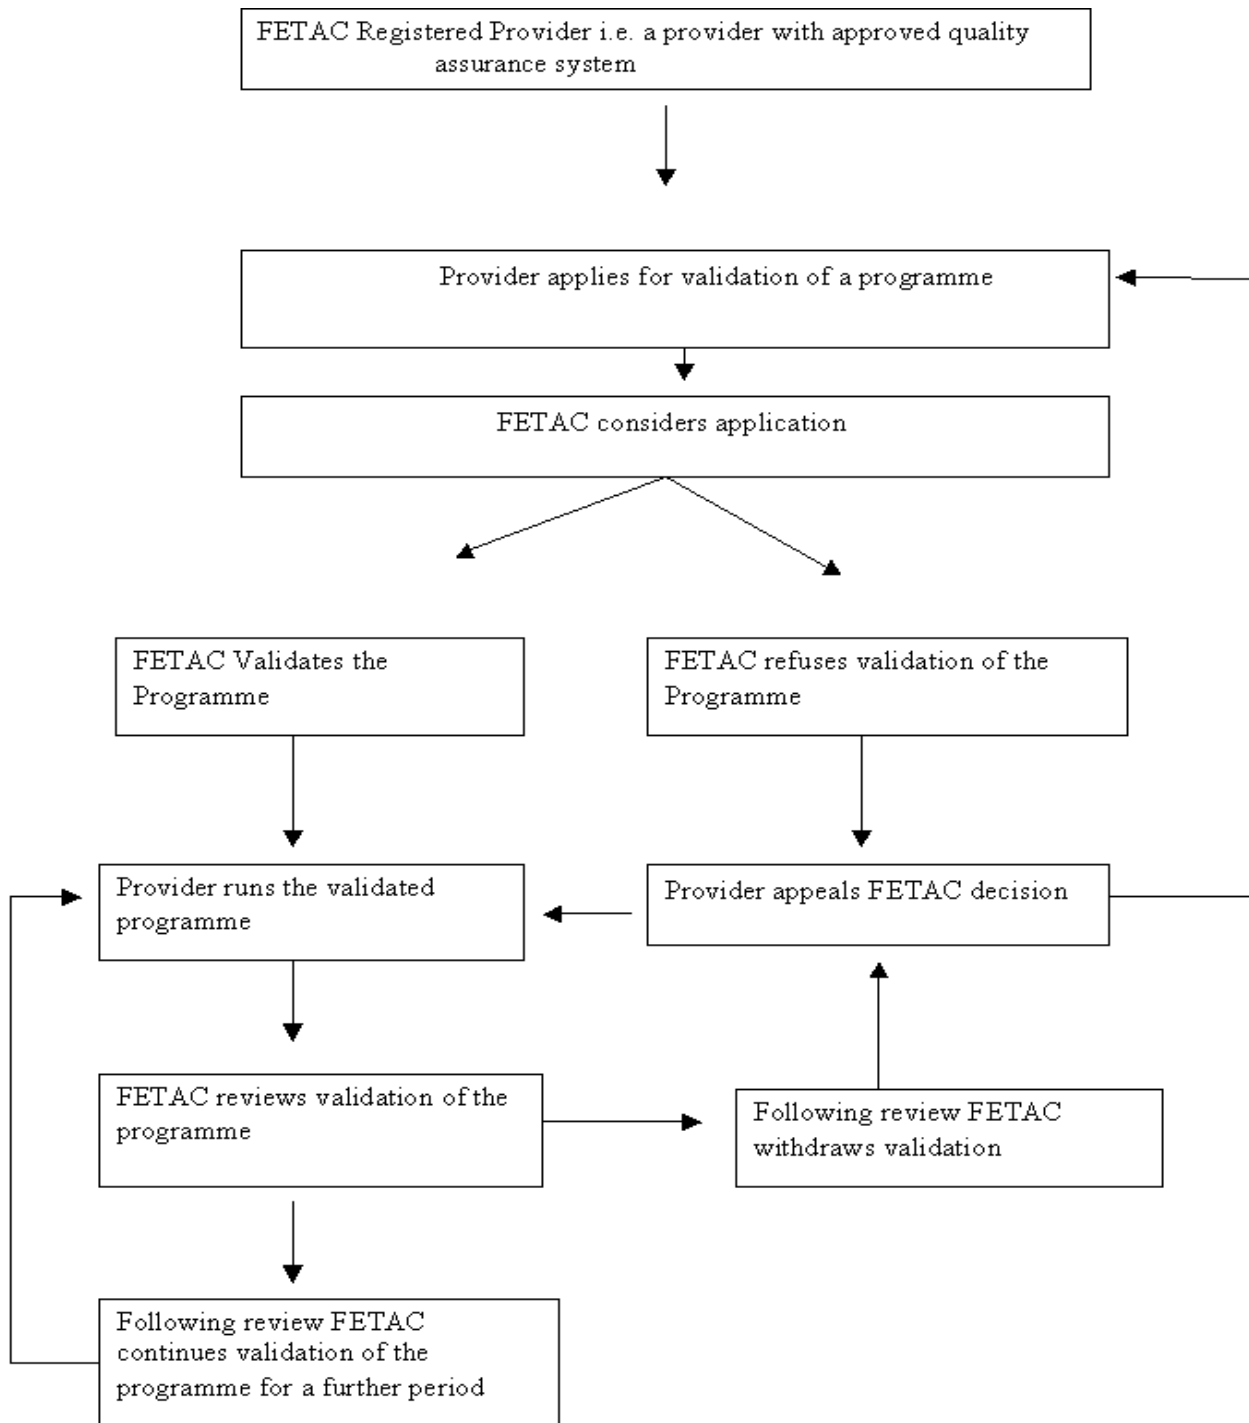 FETAC Registered Provider i.e. a provider with approved quality
assurance system
Provider applies for validation of a programme
FETAC considers application
FETAC Validates the
Programme
FETAC refuses validation of the
Programme
Provider runs the validated
programme
Provider appeals FETAC decision
FETAC reviews validation of the
programme
Following review FETAC
withdraws validation
Following review FETAC
continues validation of the
programme for a further period